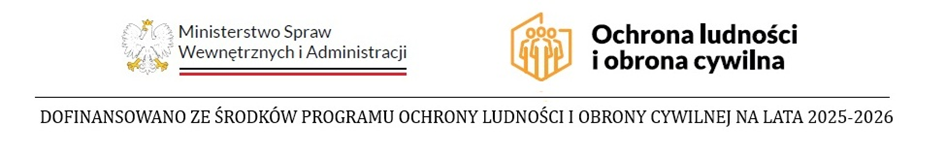 Ministerstwo Spraw
Wewnętrznych i Administracji
Ochrona ludności
i obrona cywilna
DOFINANSOWANO ZE ŚRODKÓW PROGRAMU OCHRONY LUDNOŚCI I OBRONY CYWILNEJ NA LATA 2025-2026